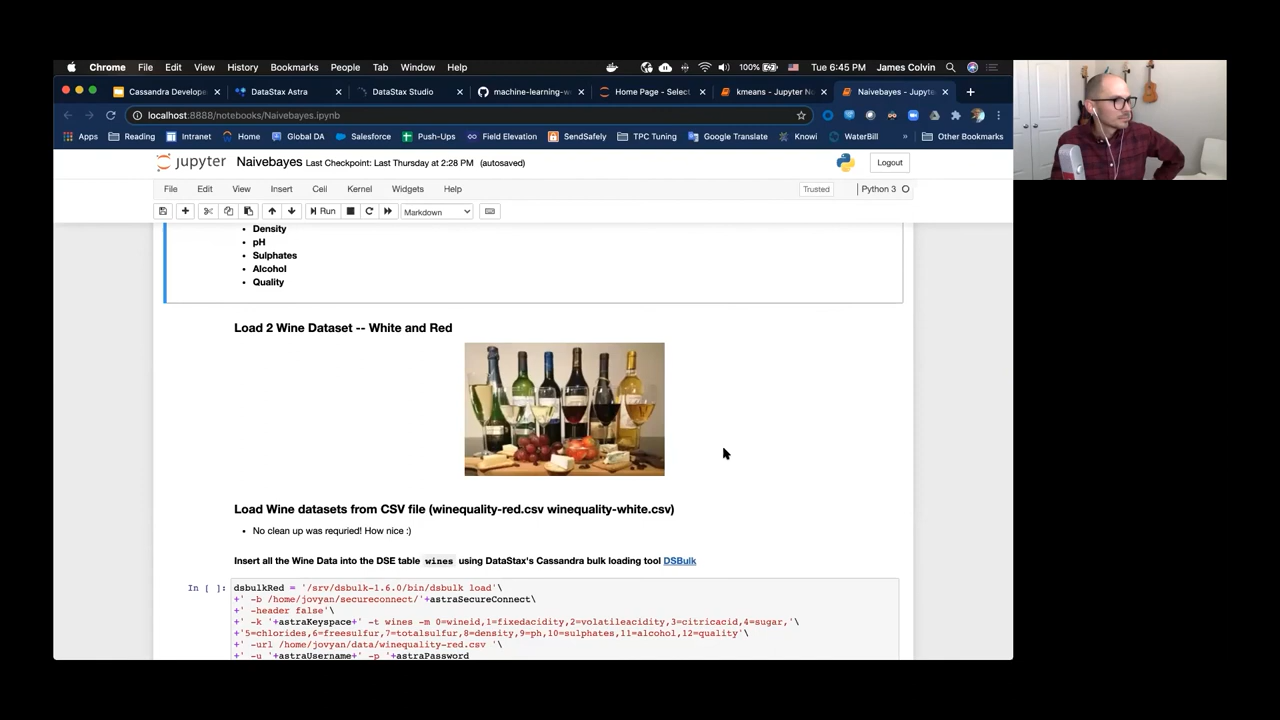 Chrome File Edit View History Bookmarks People Tab Window Help 100% Tue 6:45 PM James Colvin
Cassandra Develope DataStax Astra DataStax Studio machine-learning-w Home Page - Select kmeans - Jupyter No Naivebayes - Jupyte
localhost:8888/notebooks/Naivebayes.ipynb
Apps Reading Intranet Home Global DA Salesforce Push-Ups Field Elevation SendSafely TPC Tuning Google Translate Knowi WaterBill » Other Bookmarks
jupyter Naivebayes Last Checkpoint: Last Thursday at 2:28 PM (autosaved) Logout
File Edit View Insert Cell Kernel Widgets Help Trusted Python 3
Run Markdown
• Density
• pH
• Sulphates
• Alcohol
• Quality
Load 2 Wine Dataset -- White and Red
Load Wine datasets from CSV file (winequality-red.csv winequality-white.csv)
• No clean up was requried! How nice :)
Insert all the Wine Data into the DSE table wines using DataStax's Cassandra bulk loading tool DSBulk
In [ ]: dsbulkRed = '/srv/dsbulk-1.6.0/bin/dsbulk load'\
+' -b /home/jovyan/secureconnect/'+astraSecureConnect\
+' -header false'\
+' -k '+astraKeyspace+' -t wines -m 0=wineid,1=fixedacidity,2=volatileacidity,3=citricacid,4=sugar,'\
+'5=chlorides,6=freesulfur,7=totalsulfur,8=density,9=ph,10=sulphates,11=alcohol,12=quality'\
+' -url /home/jovyan/data/winequality-red.csv '\
+' -u '+astraUsername+' -p '+astraPassword